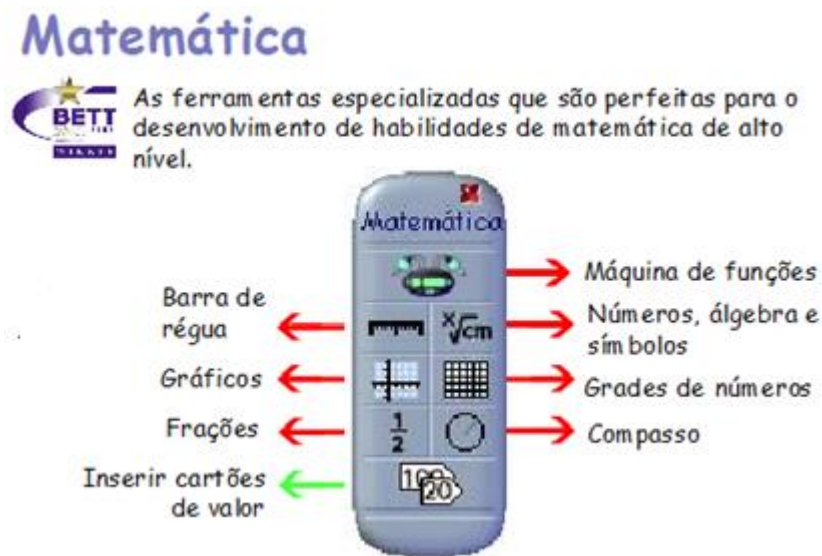 Matemática
BETT
WINNER
As ferramentas especializadas que são perfeitas para o
desenvolvimento de habilidades de matemática de alto
nível.
Matemática
Máquina de funções
Barra de
régua
x√cm
Números, álgebra e
símbolos
Gráficos
Grades de números
Frações
1
2
Compasso
Inserir cartões
de valor
100
20